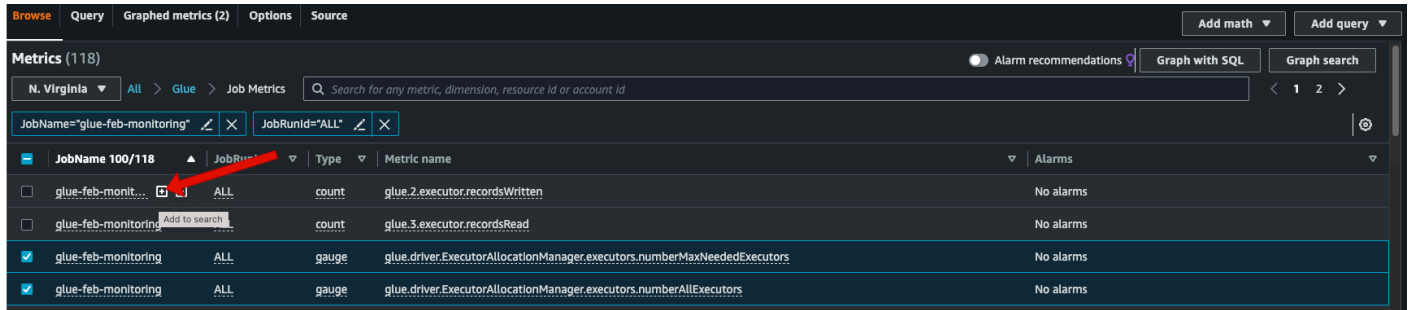 Browse Query Graphed metrics (2) Options Source Add math Add query
Metrics (118) Alarm recommendations Graph with SQL Graph search
N. Virginia All > Glue > Job Metrics Search for any metric, dimension, resource id or account id 1 2
JobName="glue-feb-monitoring" JobRunId="ALL"
JobName 100/118 Type Metric name Alarms
glue-feb-monit... ALL count glue.2.executor.recordsWritten No alarms
Add to search
glue-feb-monitoring count glue.3.executor.recordsRead No alarms
glue-feb-monitoring ALL gauge glue.driver.ExecutorAllocationManager.executors.numberMaxNeededExecutors No alarms
glue-feb-monitoring ALL gauge glue.driver.ExecutorAllocationManager.executors.numberAllExecutors No alarms